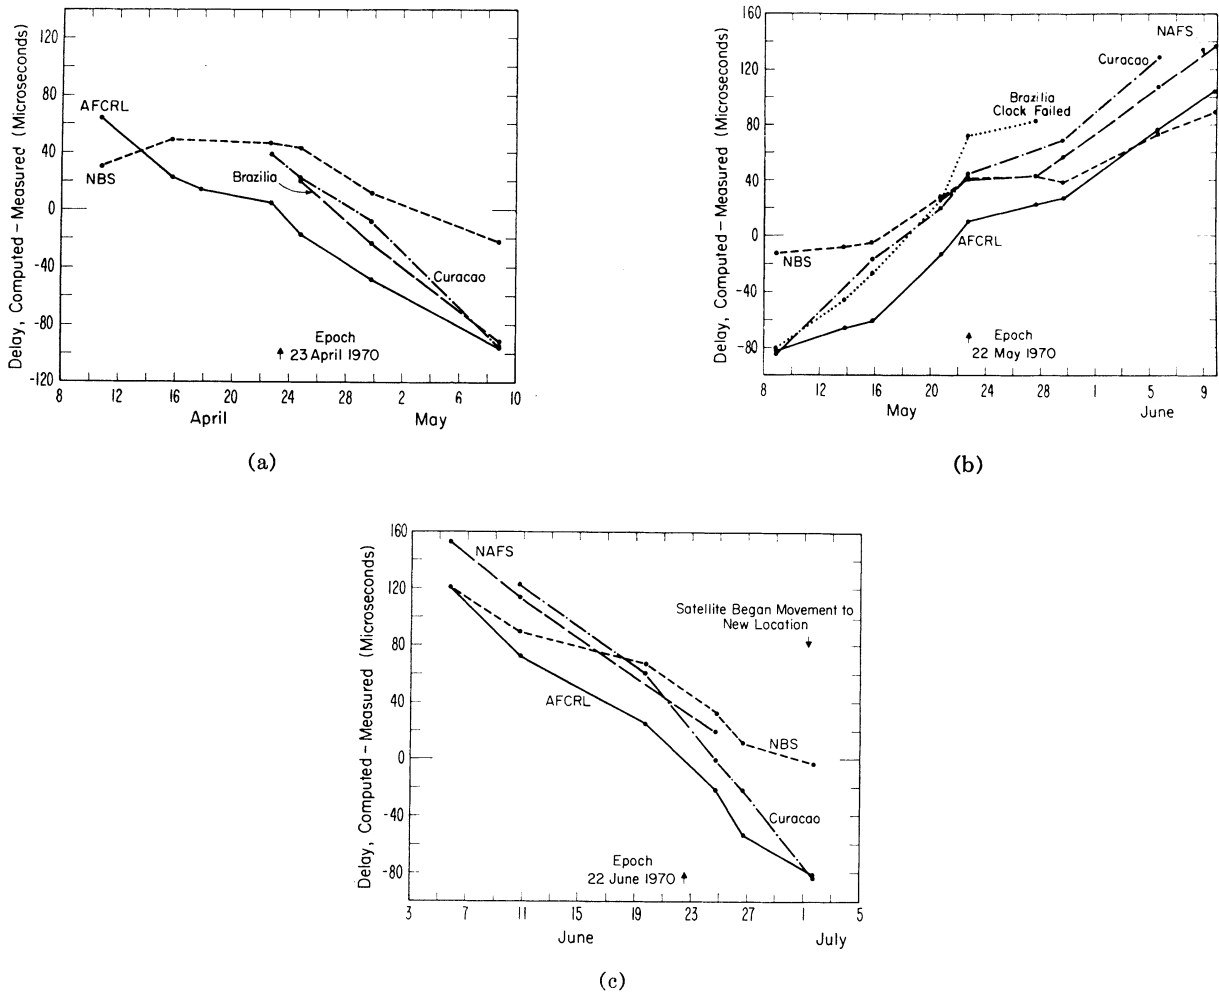 Delay, Computed – Measured (Microseconds)
120
80
40
0
-40
-80
-120
AFCRL
NBS
Brazilia
Curacao
Epoch
23 April 1970
8
12
16
20
24
28
2
6
10
April
May
(a)
Delay, Computed – Measured (Microseconds)
160
120
80
40
0
-40
-80
NAFS
Curacao
Brazilia
Clock Failed
NBS
AFCRL
Epoch
22 May 1970
8
12
16
20
24
28
1
5
9
May
June
(b)
Delay, Computed – Measured (Microseconds)
160
120
80
40
0
-40
-80
NAFS
Satellite Began Movement to
New Location
AFCRL
NBS
Curacao
Epoch
22 June 1970
3
7
11
15
19
23
27
1
5
June
July
(c)